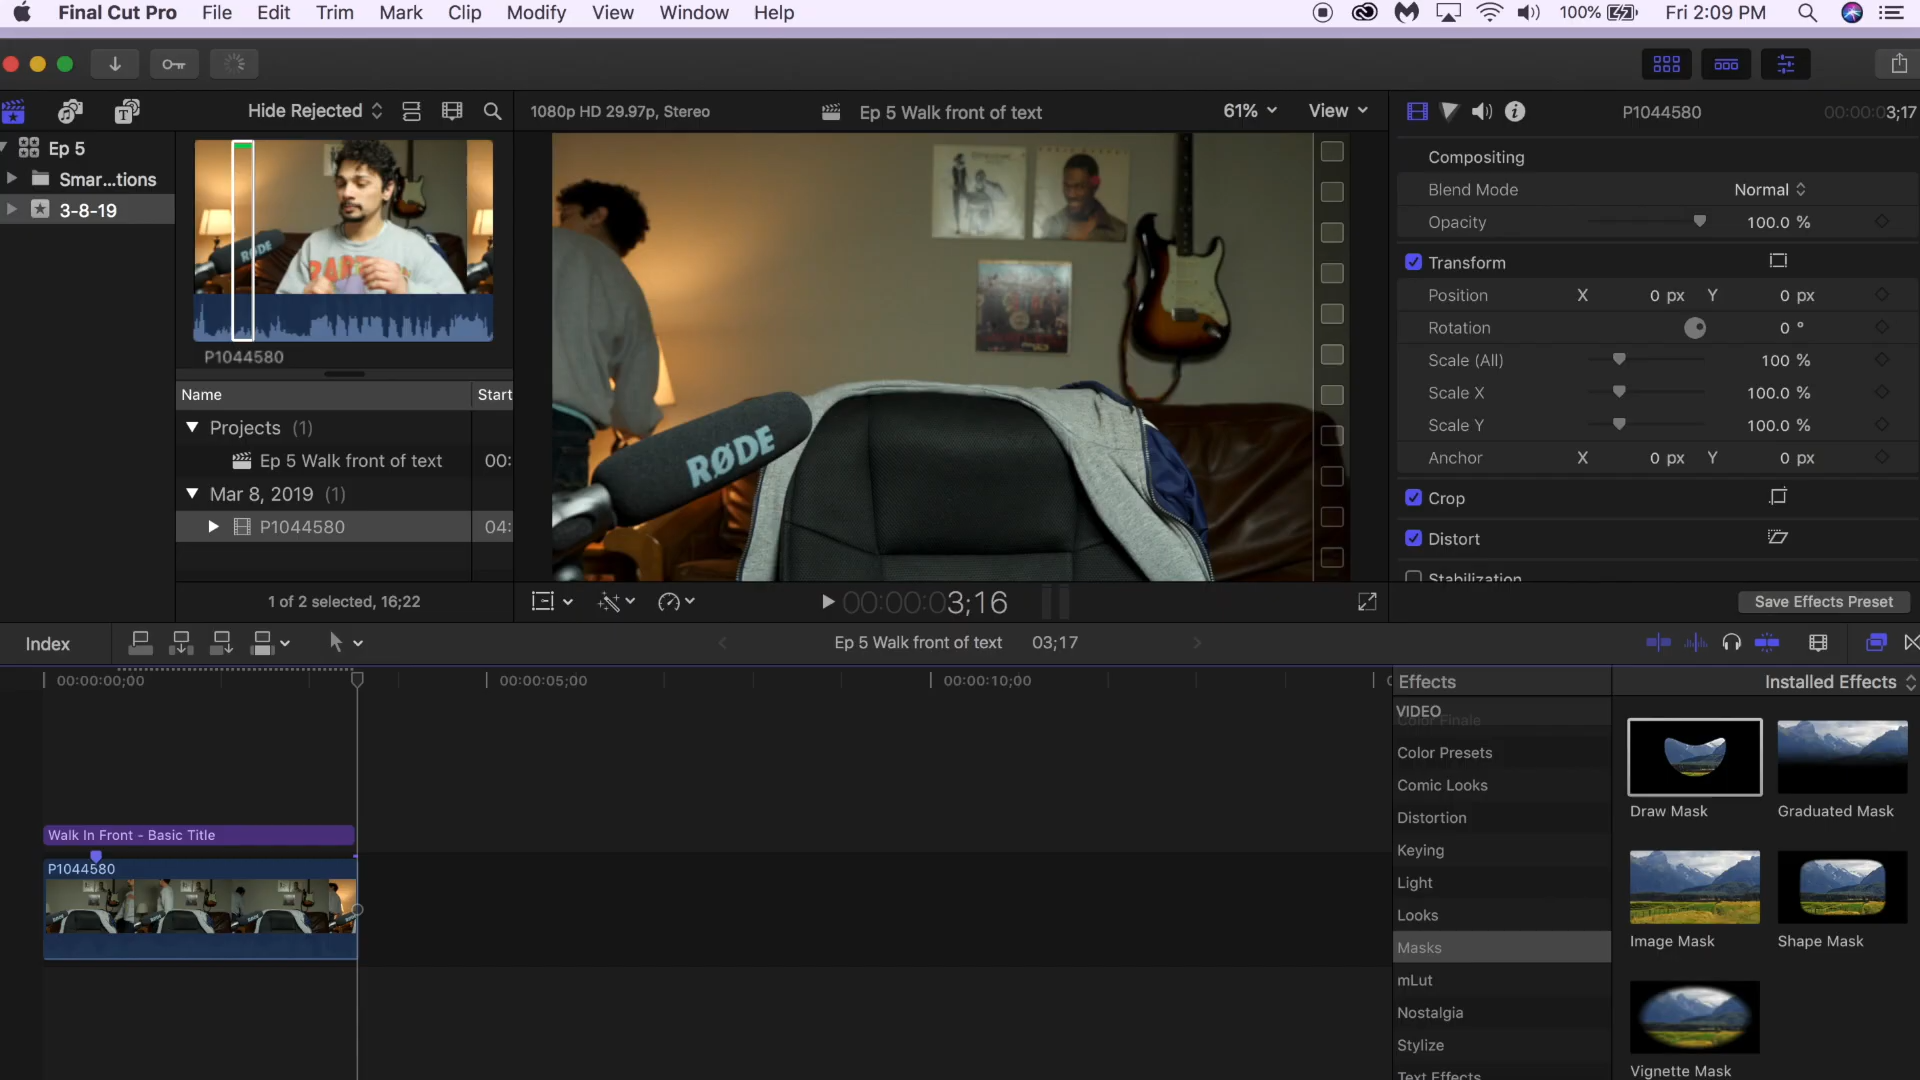 Final Cut Pro File Edit Trim Mark Clip Modify View Window Help 100% Fri 2:09 PM
Hide Rejected
1080p HD 29.97p, Stereo
Ep 5 Walk front of text
61%
View
P1044580
00:00:03;17
Ep 5
Smar...tions
3-8-19
P1044580
Name Start
Projects (1)
Ep 5 Walk front of text 00:
Mar 8, 2019 (1)
P1044580 04:
1 of 2 selected, 16;22
RØDE
RØDE
00:00:03;16
Compositing
Blend Mode Normal
Opacity 100.0 %
Transform
Position X 0 px Y 0 px
Rotation 0 °
Scale (All) 100 %
Scale X 100.0 %
Scale Y 100.0 %
Anchor X 0 px Y 0 px
Crop
Distort
Stabilization
Save Effects Preset
Index
Ep 5 Walk front of text 03;17
00:00:00;00 00:00:05;00 00:00:10;00
Walk In Front - Basic Title
P1044580
Effects
Installed Effects
VIDEO
Color Finale
Color Presets
Comic Looks
Distortion
Keying
Light
Looks
Masks
mLut
Nostalgia
Stylize
Text Effects
Draw Mask
Graduated Mask
Image Mask
Shape Mask
Vignette Mask